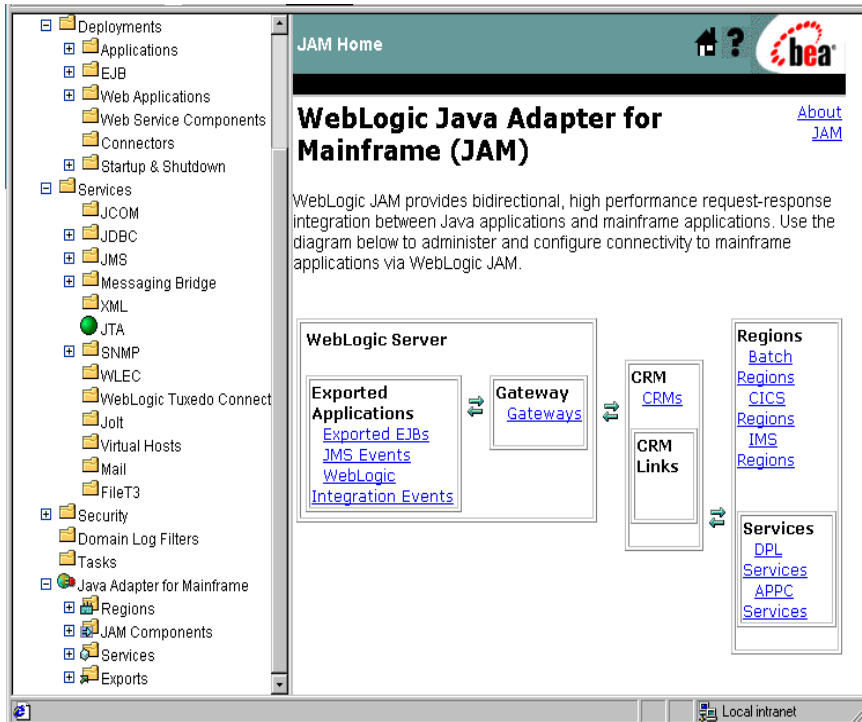 Deployments
Applications
EJB
Web Applications
Web Service Components
Connectors
Startup & Shutdown
Services
JCOM
JDBC
JMS
Messaging Bridge
XML
JTA
SNMP
WLEC
WebLogic Tuxedo Connect
Jolt
Virtual Hosts
Mail
FileT3
Security
Domain Log Filters
Tasks
Java Adapter for Mainframe
Regions
JAM Components
Services
Exports
JAM Home
?
bea
WebLogic Java Adapter for
Mainframe (JAM)
About
JAM
WebLogic JAM provides bidirectional, high performance request-response
integration between Java applications and mainframe applications. Use the
diagram below to administer and configure connectivity to mainframe
applications via WebLogic JAM.
WebLogic Server
Exported
Applications
Exported EJBs
JMS Events
WebLogic
Integration Events
Gateway
Gateways
CRM
CRMs
CRM
Links
Regions
Batch
Regions
CICS
Regions
IMS
Regions
Services
DPL
Services
APPC
Services
Local intranet